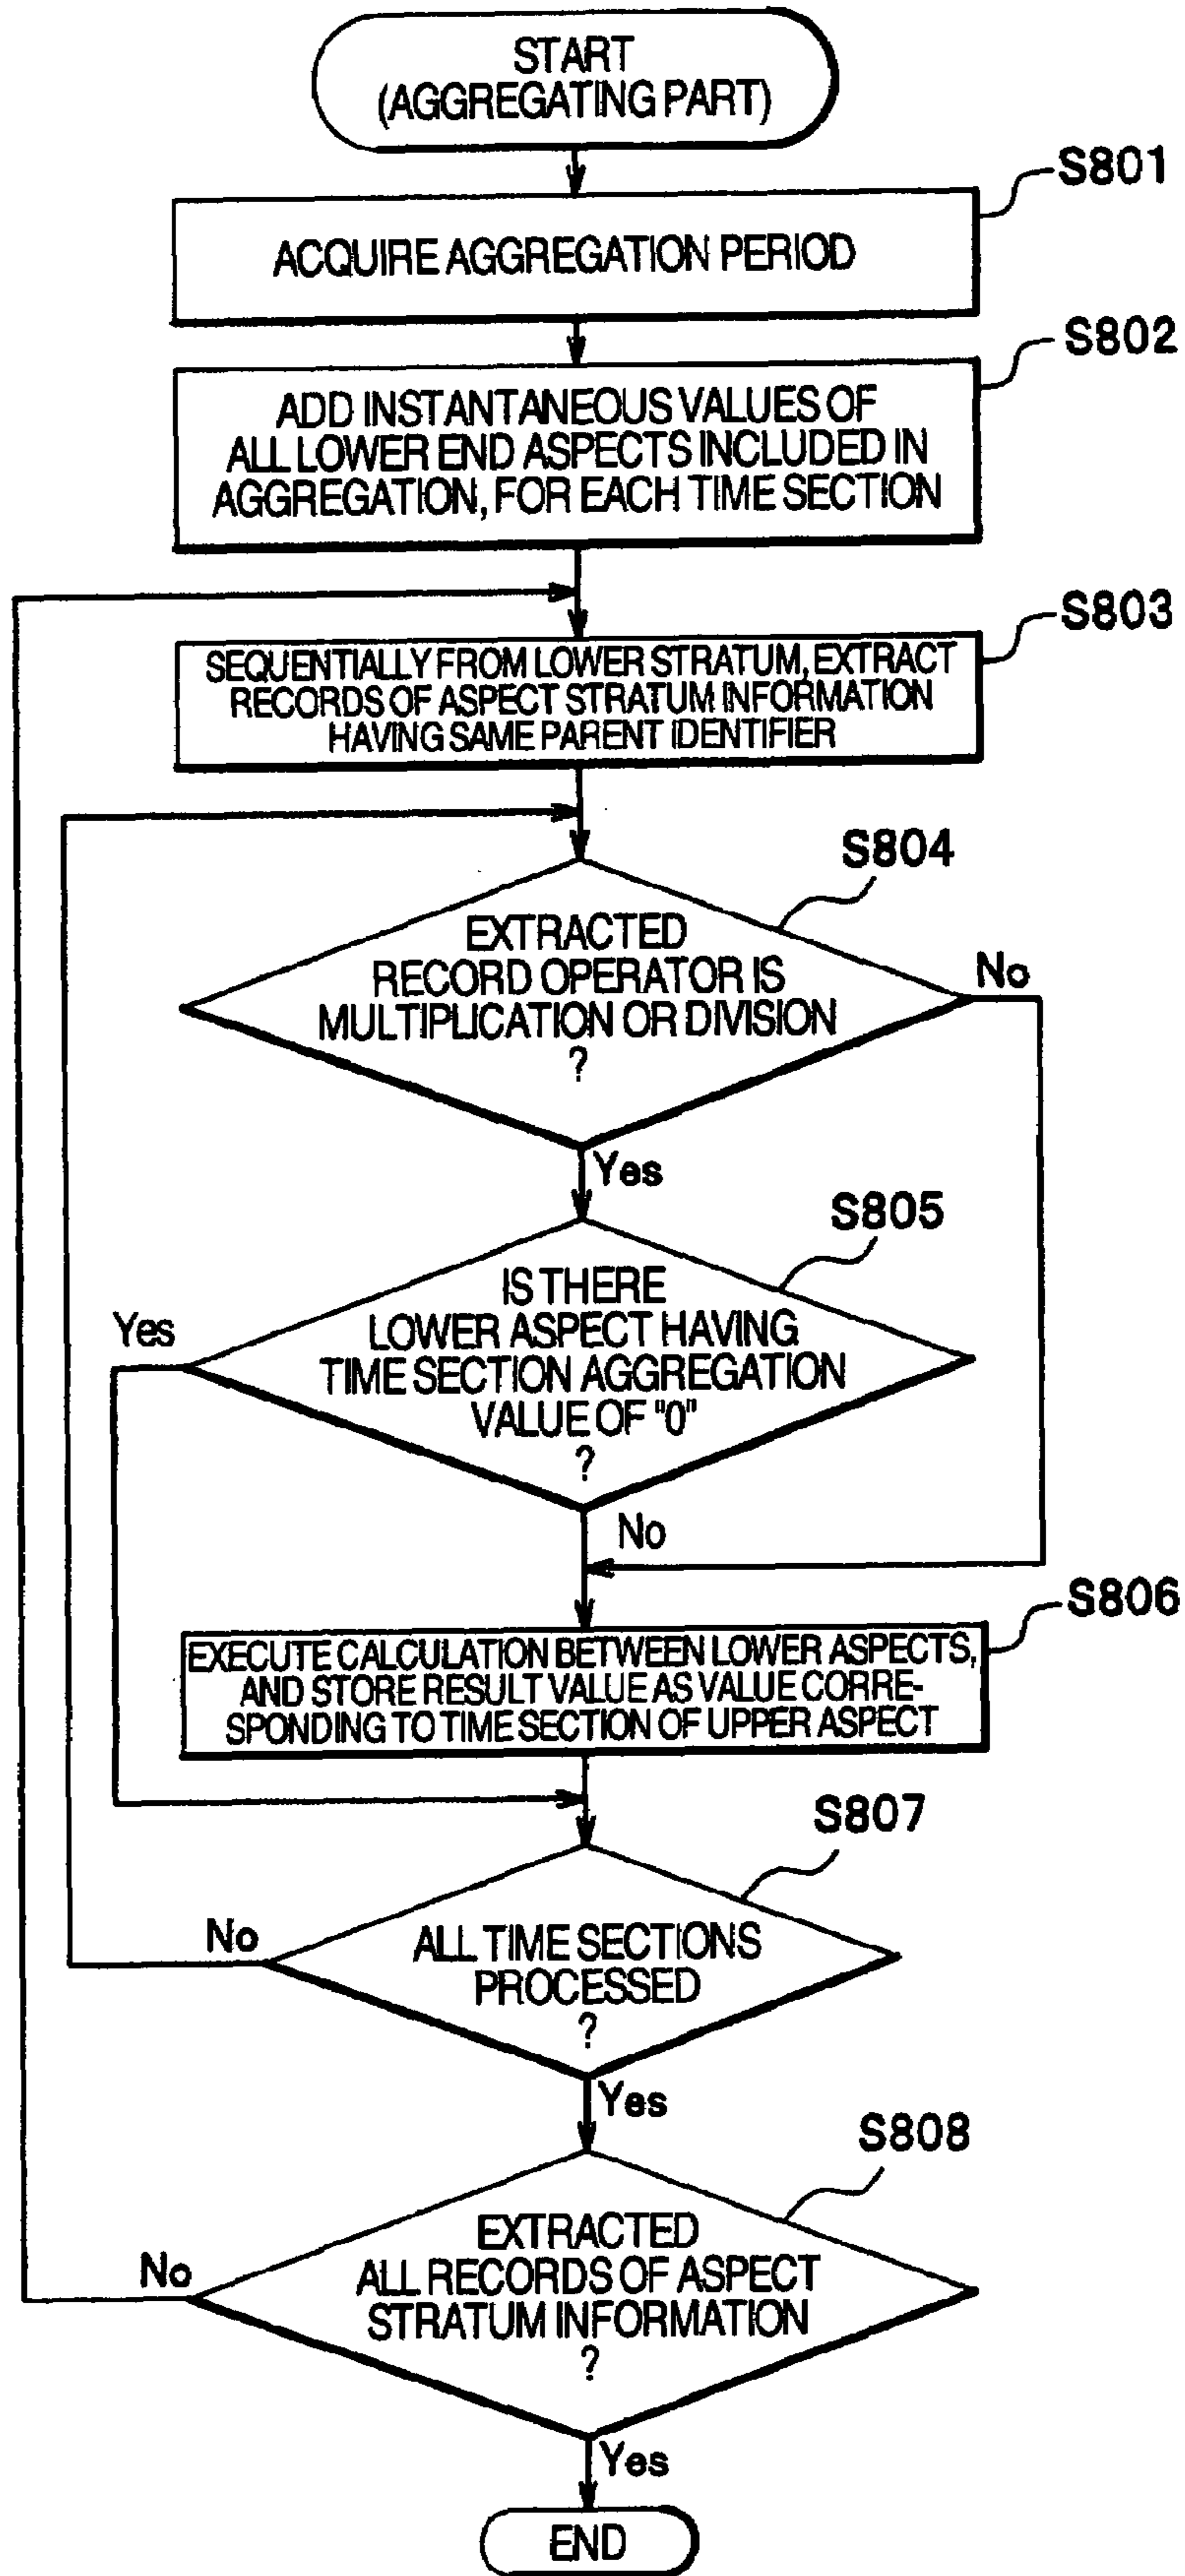 START
(AGGREGATING PART)
S801
ACQUIRE AGGREGATION PERIOD
S802
ADD INSTANTANEOUS VALUES OF
ALL LOWER END ASPECTS INCLUDED IN
AGGREGATION, FOR EACH TIME SECTION
S803
SEQUENTIALLY FROM LOWER STRATUM, EXTRACT
RECORDS OF ASPECT STRATUM INFORMATION
HAVING SAME PARENT IDENTIFIER
S804
EXTRACTED
RECORD OPERATOR IS
MULTIPLICATION OR DIVISION
?
No
Yes
S805
IS THERE
LOWER ASPECT HAVING
TIME SECTION AGGREGATION
VALUE OF "0"
?
Yes
No
S806
EXECUTE CALCULATION BETWEEN LOWER ASPECTS,
AND STORE RESULT VALUE AS VALUE CORRE-
SPONDING TO TIME SECTION OF UPPER ASPECT
S807
ALL TIME SECTIONS
PROCESSED
?
No
Yes
S808
EXTRACTED
ALL RECORDS OF ASPECT
STRATUM INFORMATION
?
No
Yes
END